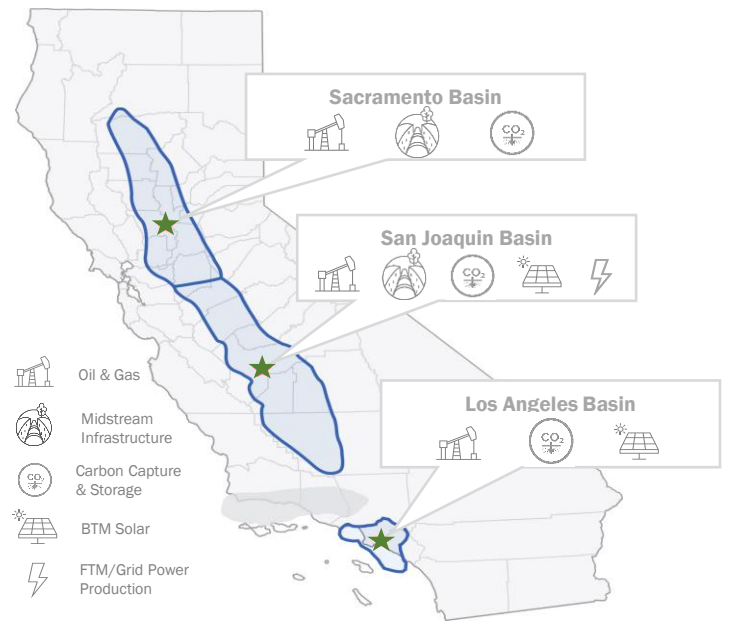 Sacramento Basin
CO₂
San Joaquin Basin
CO₂
Los Angeles Basin
CO₂
Oil & Gas
Midstream
Infrastructure
CO₂
Carbon Capture
& Storage
BTM Solar
FTM/Grid Power
Production